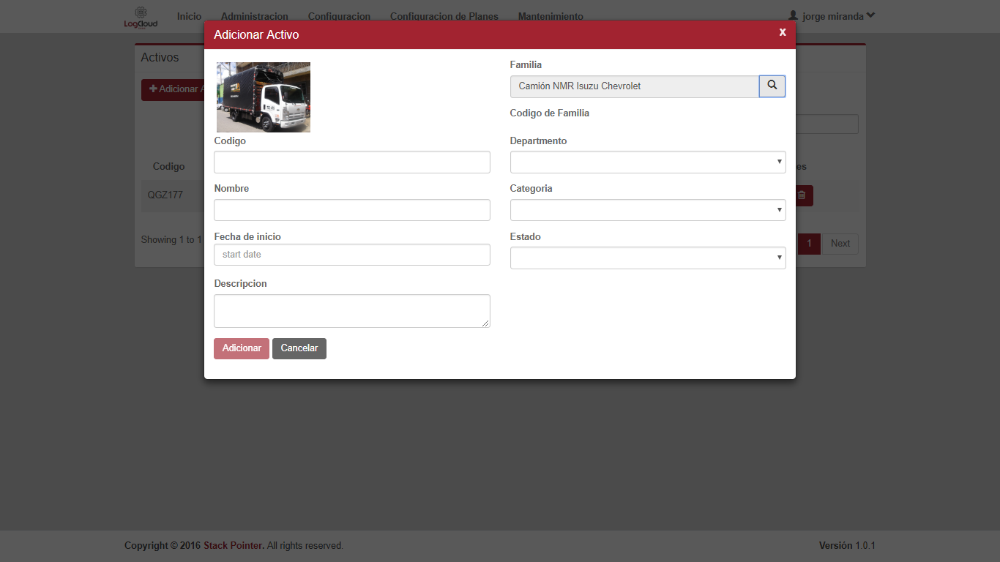 LogCloud
Inicio Administracion Configuracion Configuracion de Planes Mantenimiento jorge miranda
Adicionar Activo x
Activos
Adicionar A
Familia
Camión NMR Isuzu Chevrolet
Codigo de Familia
Codigo
Departmento
Nombre
Categoria
Fecha de inicio
start date
Estado
Descripcion
Adicionar Cancelar
Codigo es
QGZ177
Showing 1 to 1 1 Next
Copyright © 2016 Stack Pointer. All rights reserved. Versión 1.0.1